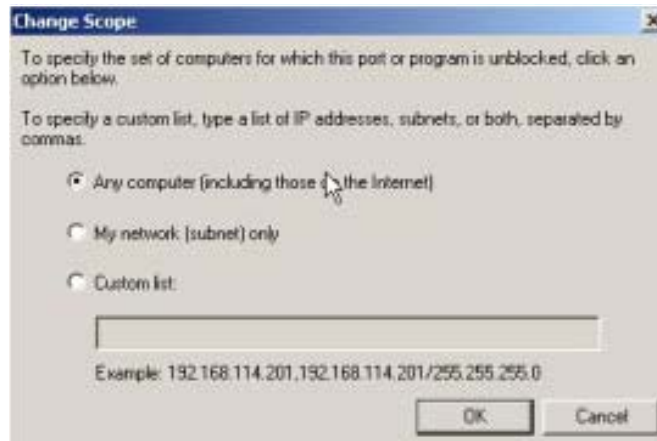 Change Scope
To specify the set of computers for which this port or program is unblocked, click an
option below.
To specify a custom list, type a list of IP addresses, subnets, or both, separated by
commas.
Any computer (including those on the Internet)
My network (subnet) only
Custom list:
Example: 192.168.114.201,192.168.114.201/255.255.255.0
OK
Cancel